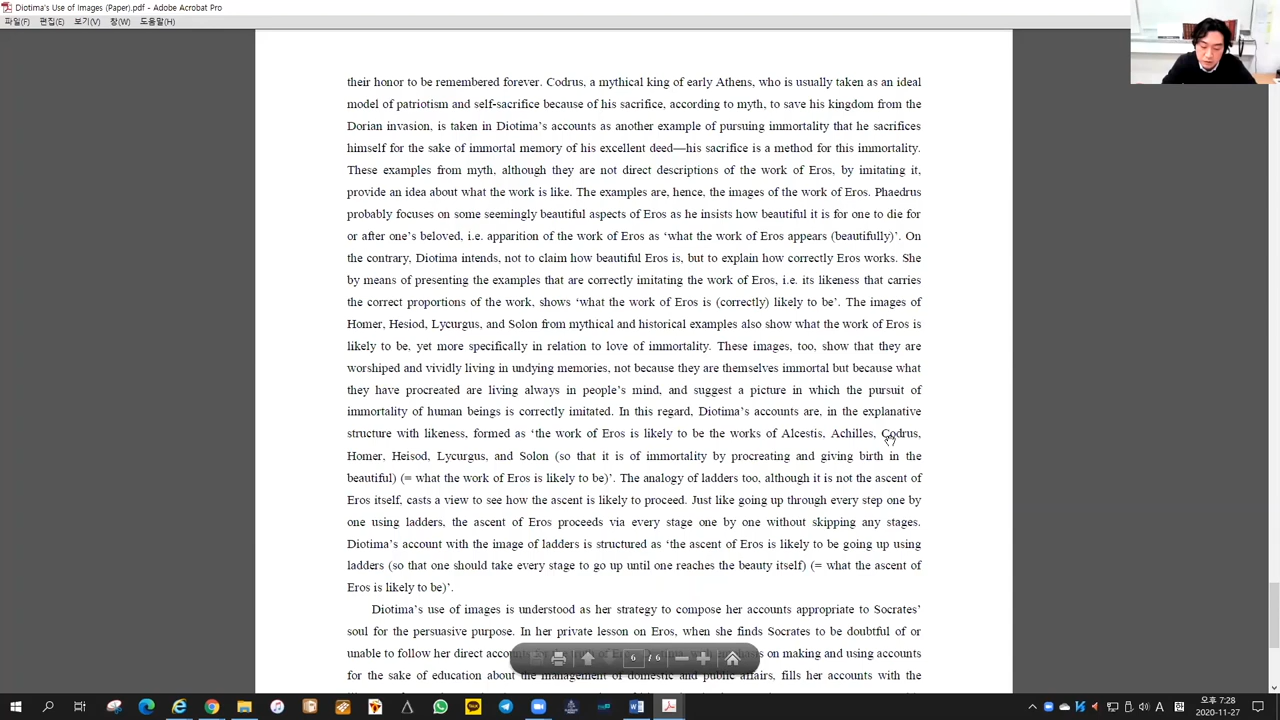 Diotima's Use of Images (Paper).pdf - Adobe Acrobat Pro
파일(F) 편집(E) 보기(V) 창(W) 도움말(H)
their honor to be remembered forever. Codrus, a mythical king of early Athens, who is usually taken as an ideal
model of patriotism and self-sacrifice because of his sacrifice, according to myth, to save his kingdom from the
Dorian invasion, is taken in Diotima's accounts as another example of pursuing immortality that he sacrifices
himself for the sake of immortal memory of his excellent deed—his sacrifice is a method for this immortality.
These examples from myth, although they are not direct descriptions of the work of Eros, by imitating it,
provide an idea about what the work is like. The examples are, hence, the images of the work of Eros. Phaedrus
probably focuses on some seemingly beautiful aspects of Eros as he insists how beautiful it is for one to die for
or after one's beloved, i.e. apparition of the work of Eros as 'what the work of Eros appears (beautifully)'. On
the contrary, Diotima intends, not to claim how beautiful Eros is, but to explain how correctly Eros works. She
by means of presenting the examples that are correctly imitating the work of Eros, i.e. its likeness that carries
the correct proportions of the work, shows 'what the work of Eros is (correctly) likely to be'. The images of
Homer, Hesiod, Lycurgus, and Solon from mythical and historical examples also show what the work of Eros is
likely to be, yet more specifically in relation to love of immortality. These images, too, show that they are
worshiped and vividly living in undying memories, not because they are themselves immortal but because what
they have procreated are living always in people's mind, and suggest a picture in which the pursuit of
immortality of human beings is correctly imitated. In this regard, Diotima's accounts are, in the explanative
structure with likeness, formed as 'the work of Eros is likely to be the works of Alcestis, Achilles, Codrus,
Homer, Heisod, Lycurgus, and Solon (so that it is of immortality by procreating and giving birth in the
beautiful) (= what the work of Eros is likely to be)'. The analogy of ladders too, although it is not the ascent of
Eros itself, casts a view to see how the ascent is likely to proceed. Just like going up through every step one by
one using ladders, the ascent of Eros proceeds via every stage one by one without skipping any stages.
Diotima's account with the image of ladders is structured as 'the ascent of Eros is likely to be going up using
ladders (so that one should take every stage to go up until one reaches the beauty itself) (= what the ascent of
Eros is likely to be)'.
Diotima's use of images is understood as her strategy to compose her accounts appropriate to Socrates'
soul for the persuasive purpose. In her private lesson on Eros, when she finds Socrates to be doubtful of or
unable to follow her direct on making and using accounts
for the sake of education about the management of domestic and public affairs, fills her accounts with the
6 / 6
오후 7:28
2020-11-27